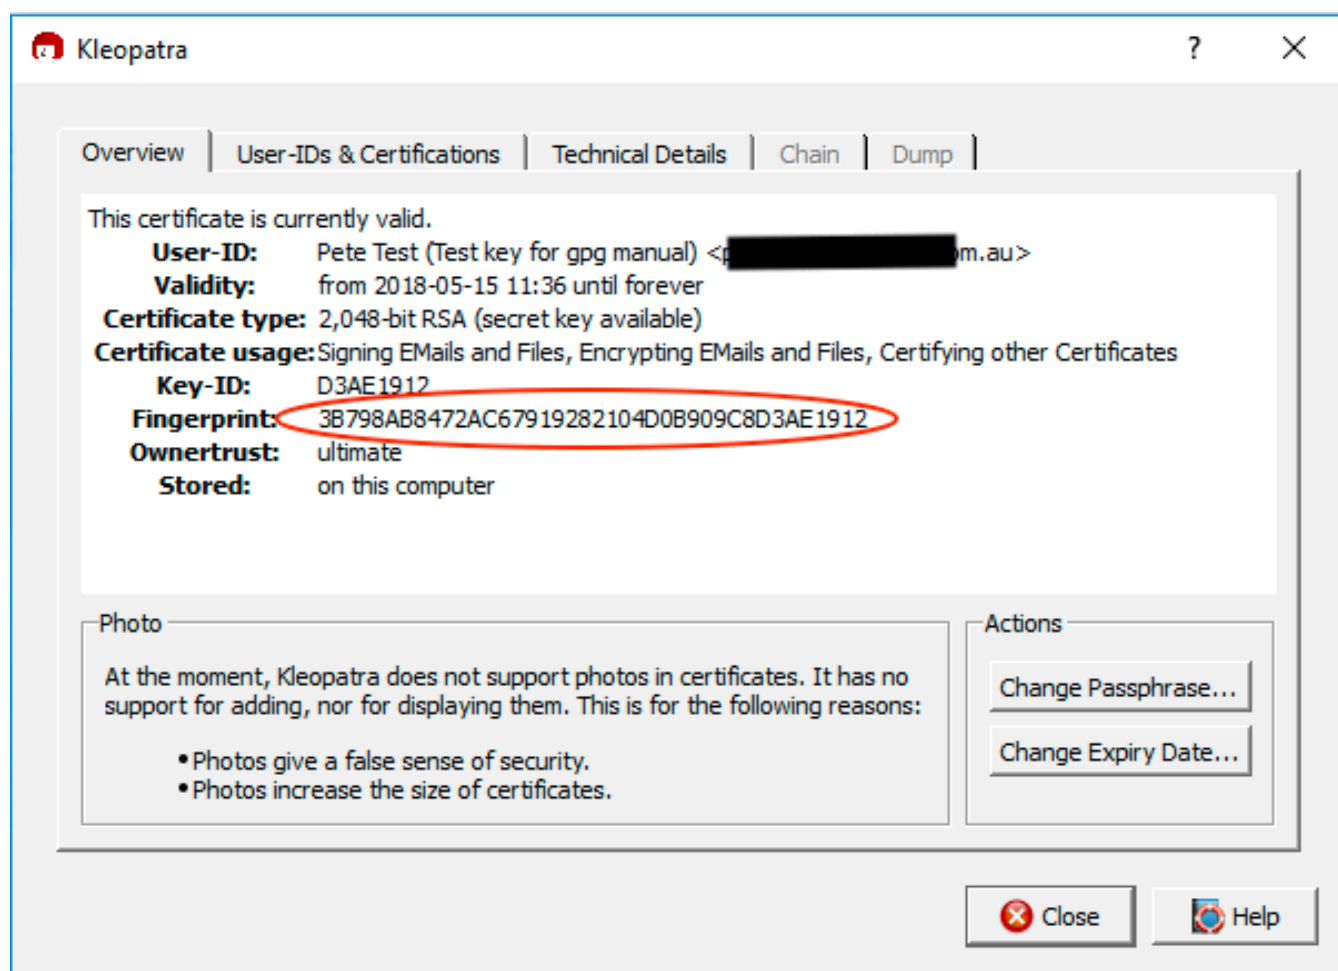 Kleopatra
?
Overview
User-IDs & Certifications
Technical Details
Chain
Dump
This certificate is currently valid.
User-ID: Pete Test (Test key for gpg manual) < m.au>
Validity: from 2018-05-15 11:36 until forever
Certificate type: 2,048-bit RSA (secret key available)
Certificate usage: Signing EMails and Files, Encrypting EMails and Files, Certifying other Certificates
Key-ID: D3AE1912
Fingerprint: 3B798AB8472AC67919282104D0B909C8D3AE1912
Ownertrust: ultimate
Stored: on this computer
Photo
At the moment, Kleopatra does not support photos in certificates. It has no
support for adding, nor for displaying them. This is for the following reasons:
•Photos give a false sense of security.
•Photos increase the size of certificates.
Actions
Change Passphrase...
Change Expiry Date...
Close
Help